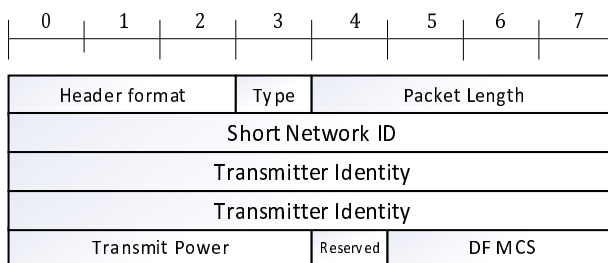 0 1 2 3 4 5 6 7
Header format Type Packet Length
Short Network ID
Transmitter Identity
Transmitter Identity
Transmit Power Reserved DF MCS